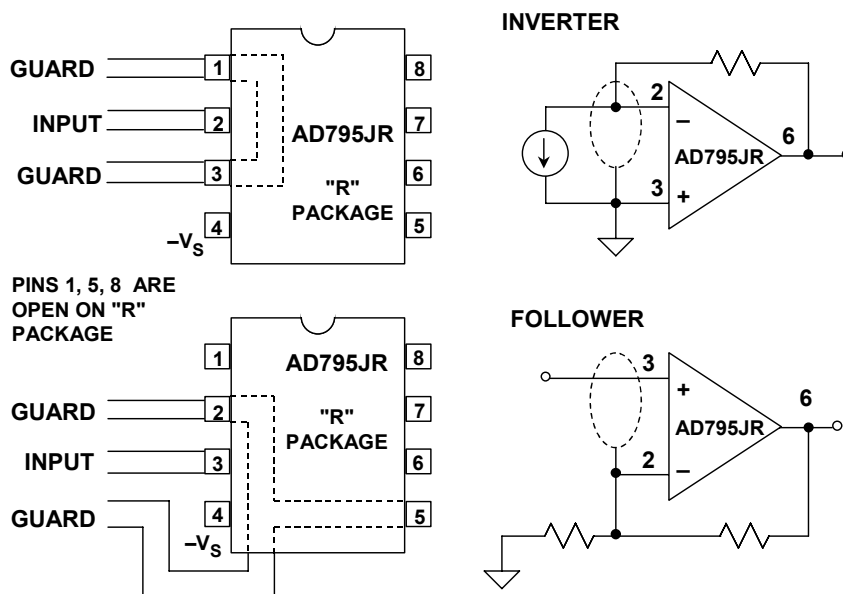 INVERTER
GUARD
1
8
INPUT
2
7
GUARD
3
6
4
5
–VS
AD795JR
"R"
PACKAGE
2
–
3
+
6
AD795JR
PINS 1, 5, 8 ARE
OPEN ON "R"
PACKAGE
FOLLOWER
1
8
GUARD
2
7
INPUT
3
6
GUARD
4
5
–VS
AD795JR
"R"
PACKAGE
3
+
2
–
6
AD795JR